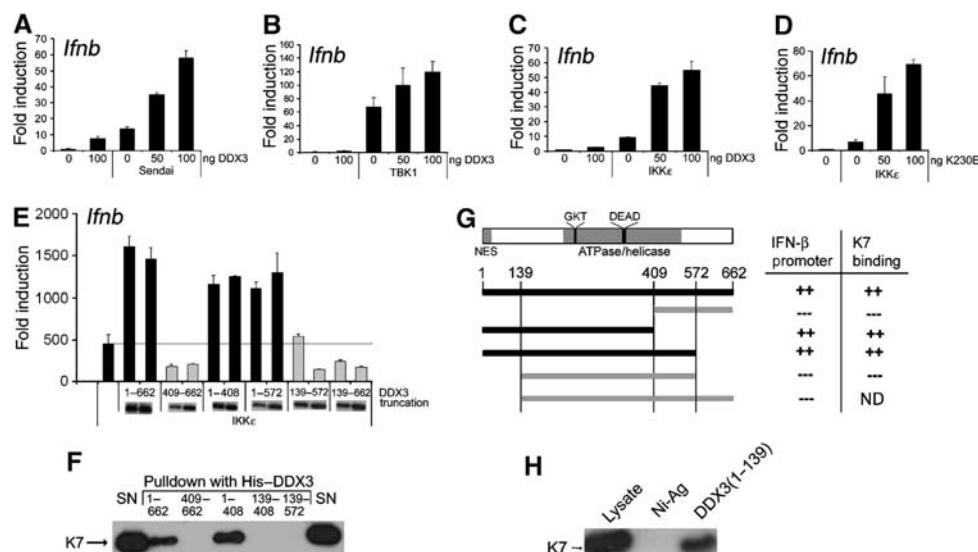 A
Ifnb
Fold induction
70
60
50
40
30
20
10
0
0 100 0 50 100 ng DDX3
Sendai
B
Ifnb
Fold induction
160
140
120
100
80
60
40
20
0
0 100 0 50 100 ng DDX3
TBK1
C
Ifnb
Fold induction
70
60
50
40
30
20
10
0
0 100 0 50 100 ng DDX3
IKKε
D
Ifnb
Fold induction
80
70
60
50
40
30
20
10
0
0 0 50 100 ng K230E
IKKε
E
Ifnb
Fold induction
2000
1500
1000
500
0
1–662 409–662 1–408 1–572 139–572 139–662 DDX3
truncation
IKKε
G
GKT DEAD
NES ATPase/helicase
1 139 409 572 662
IFN-β promoter K7 binding
++ ++
--- ---
++ ++
++ ++
--- ---
--- ND
F
Pulldown with His–DDX3
SN 1– 409– 1– 139– 139– SN
662 662 408 408 572
K7 →
H
Lysate Ni-Ag DDX3(1–139)
K7 →